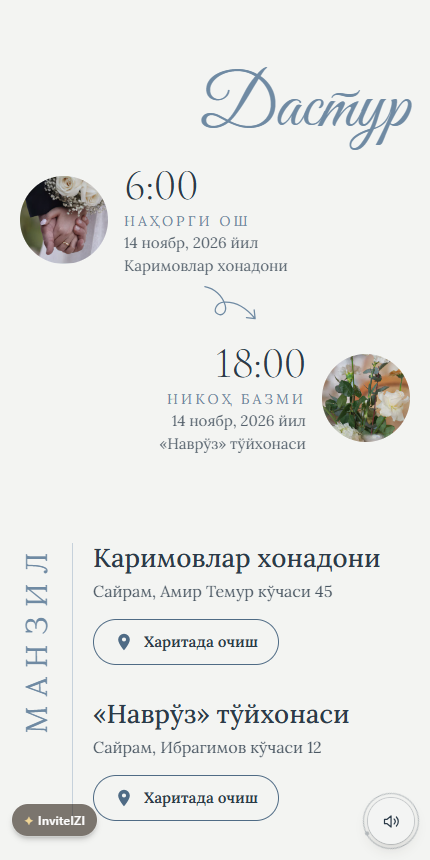 Дастур
6:00
НАҲОРГИ ОШ
14 ноябр, 2026 йил
Каримовлар хонадони
18:00
НИКОҲ БАЗМИ
14 ноябр, 2026 йил
«Наврўз» тўйхонаси
МАНЗИЛ
Каримовлар хонадони
Сайрам, Амир Темур кўчаси 45
Харитада очиш
«Наврўз» тўйхонаси
Сайрам, Ибрагимов кўчаси 12
Харитада очиш
InviteIZI